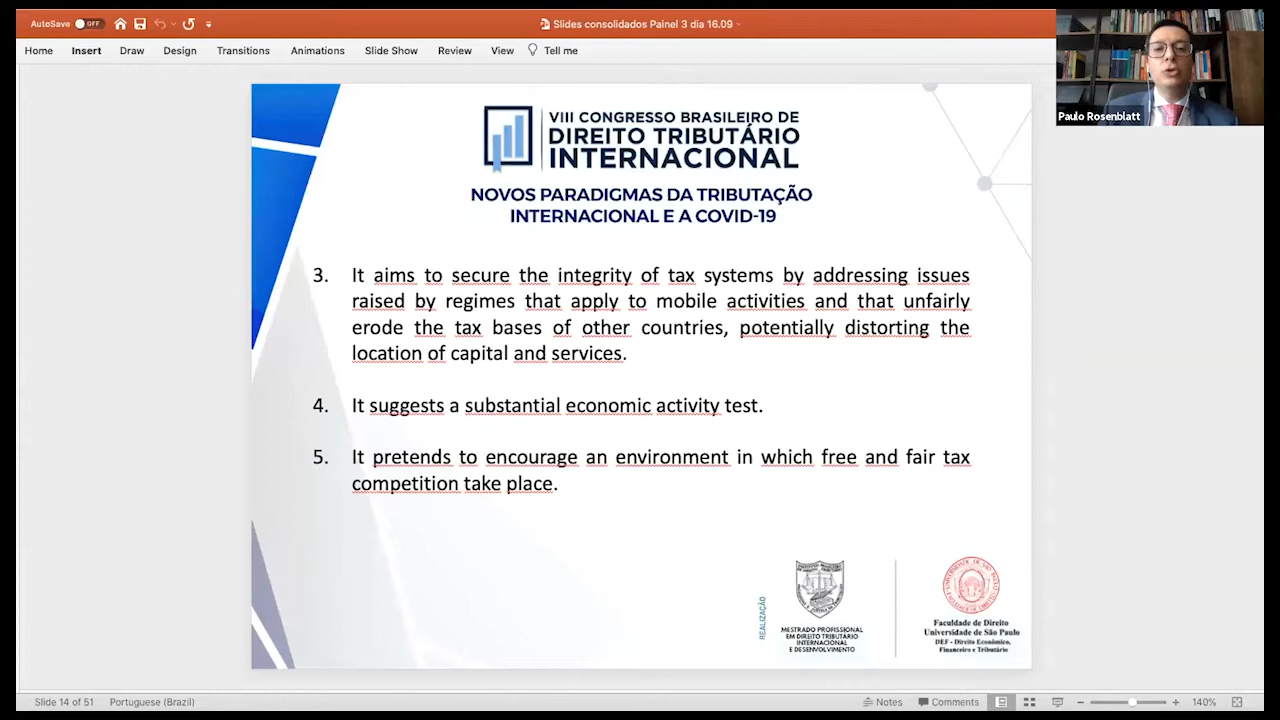 AutoSave OFF
Slides consolidados Painel 3 dia 16.09
Home Insert Draw Design Transitions Animations Slide Show Review View Tell me
Paulo Rosenblatt
VIII CONGRESSO BRASILEIRO DE
DIREITO TRIBUTÁRIO
INTERNACIONAL
NOVOS PARADIGMAS DA TRIBUTAÇÃO
INTERNACIONAL E A COVID-19
3. It aims to secure the integrity of tax systems by addressing issues
raised by regimes that apply to mobile activities and that unfairly
erode the tax bases of other countries, potentially distorting the
location of capital and services.
4. It suggests a substantial economic activity test.
5. It pretends to encourage an environment in which free and fair tax
competition take place.
REALIZAÇÃO
MESTRADO PROFISSIONAL
EM DIREITO TRIBUTÁRIO
INTERNACIONAL
E DESENVOLVIMENTO
Faculdade de Direito
Universidade de São Paulo
DEF - Direito Econômico,
Financeiro e Tributário
Slide 14 of 51 Portuguese (Brazil) Notes Comments 140%